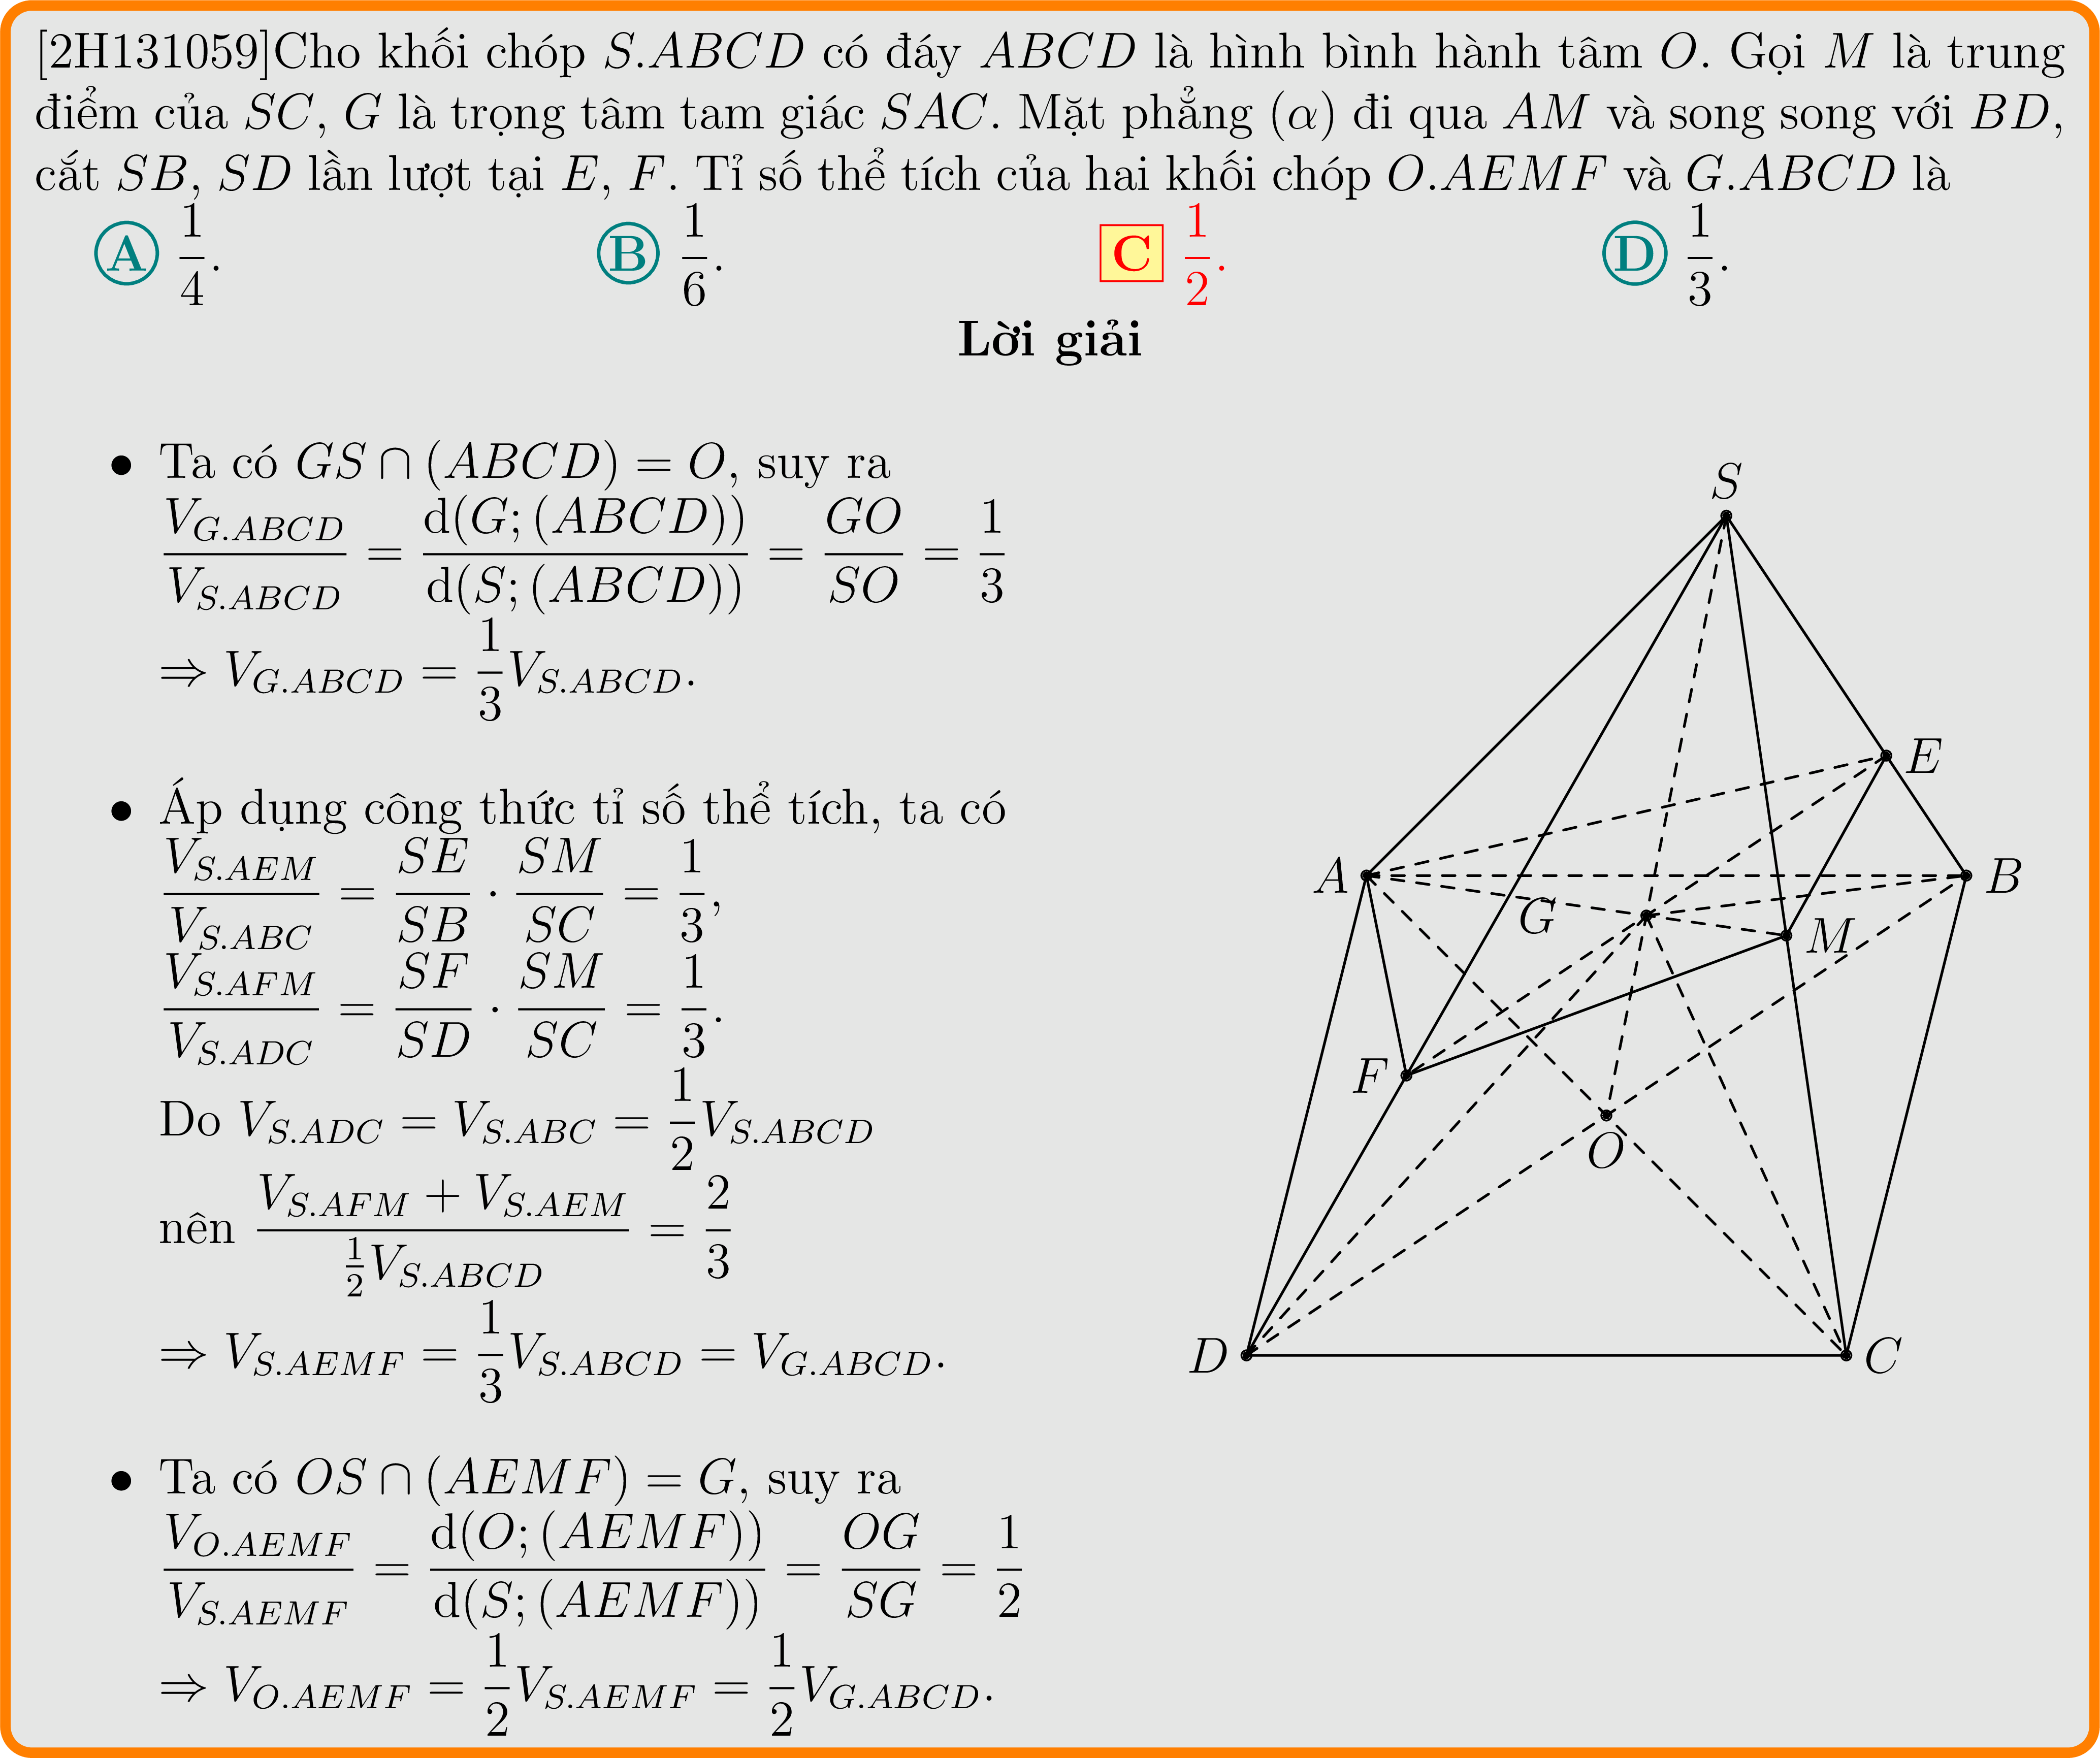 [2H131059]Cho khối chóp S.ABCD có đáy ABCD là hình bình hành tâm O. Gọi M là trung
điểm của SC, G là trọng tâm tam giác SAC. Mặt phẳng (α) đi qua AM và song song với BD,
cắt SB, SD lần lượt tại E, F. Tỉ số thể tích của hai khối chóp O.AEMF và G.ABCD là
A $\frac{1}{4}$. B $\frac{1}{6}$. C $\frac{1}{2}$. D $\frac{1}{3}$.
Lời giải
• Ta có GS ∩ (ABCD) = O, suy ra
$\frac{V_{G.ABCD}}{V_{S.ABCD}} = \frac{d(G; (ABCD))}{d(S; (ABCD))} = \frac{GO}{SO} = \frac{1}{3}$
$\Rightarrow V_{G.ABCD} = \frac{1}{3}V_{S.ABCD}$.
• Áp dụng công thức tỉ số thể tích, ta có
$\frac{V_{S.AEM}}{V_{S.ABC}} = \frac{SE}{SB} \cdot \frac{SM}{SC} = \frac{1}{3}$,
$\frac{V_{S.AFM}}{V_{S.ADC}} = \frac{SF}{SD} \cdot \frac{SM}{SC} = \frac{1}{3}$.
Do $V_{S.ADC} = V_{S.ABC} = \frac{1}{2}V_{S.ABCD}$
nên $\frac{V_{S.AFM} + V_{S.AEM}}{\frac{1}{2}V_{S.ABCD}} = \frac{2}{3}$
$\Rightarrow V_{S.AEMF} = \frac{1}{3}V_{S.ABCD} = V_{G.ABCD}$.
• Ta có OS ∩ (AEMF) = G, suy ra
$\frac{V_{O.AEMF}}{V_{S.AEMF}} = \frac{d(O; (AEMF))}{d(S; (AEMF))} = \frac{OG}{SG} = \frac{1}{2}$
$\Rightarrow V_{O.AEMF} = \frac{1}{2}V_{S.AEMF} = \frac{1}{2}V_{G.ABCD}$.
S
E
A
B
G
M
F
O
D
C